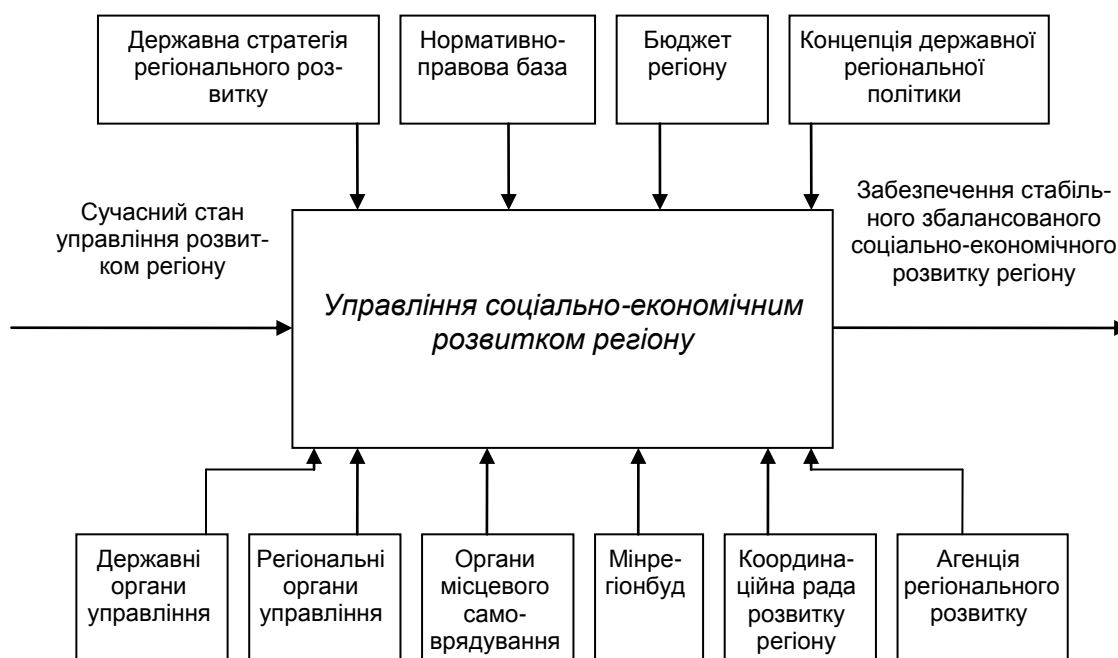 Державна стратегія
регіонального роз-
витку
Нормативно-
правова база
Бюджет
регіону
Концепція державної
регіональної
політики
Сучасний стан
управління розвит-
ком регіону
Забезпечення стабіль-
ного збалансованого
соціально-економічного
розвитку регіону
Управління соціально-економічним
розвитком регіону
Державні
органи
управління
Регіональні
органи
управління
Органи
місцевого
само-
врядування
Мінре-
гіонбуд
Координа-
ційна рада
розвитку
регіону
Агенція
регіонального
розвитку